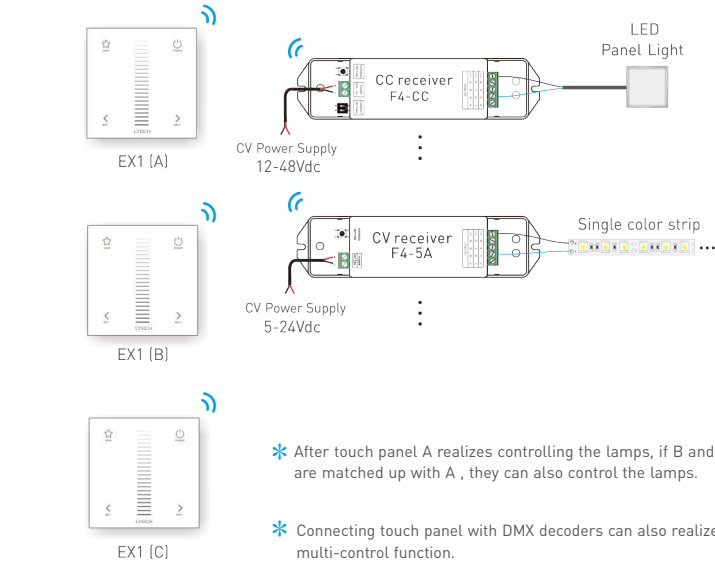 LED
Panel Light
CC receiver
F4-CC
CV Power Supply
12-48Vdc
LTECH
EX1 (A)
Single color strip
CV receiver
F4-5A
CV Power Supply
5-24Vdc
LTECH
EX1 (B)
After touch panel A realizes controlling the lamps, if B and
are matched up with A , they can also control the lamps.
LTECH
Connecting touch panel with DMX decoders can also realize
multi-control function.
EX1 (C)